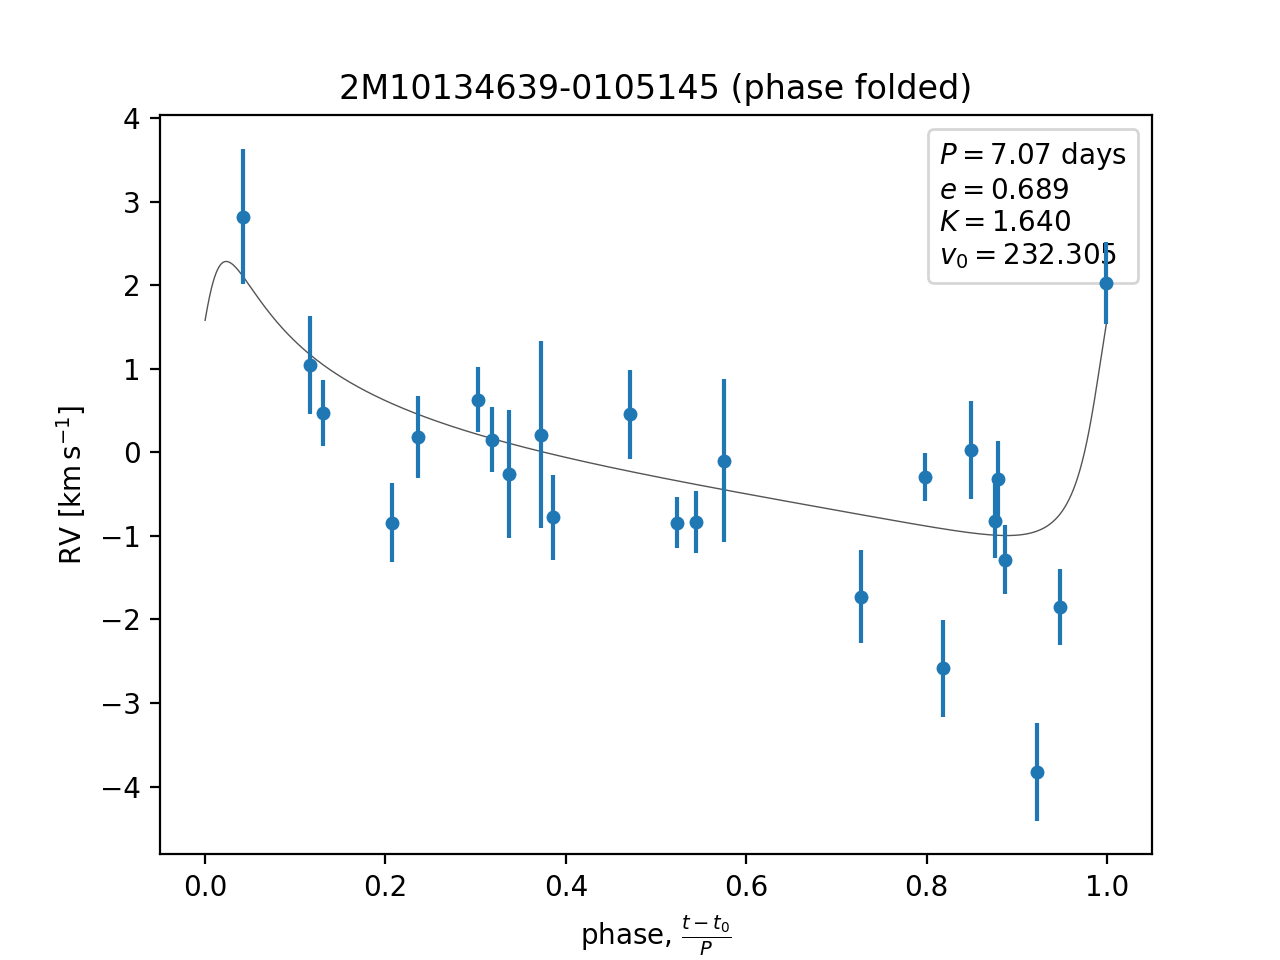 2M10134639-0105145 (phase folded)
P = 7.07 days
e = 0.689
K = 1.640
v₀ = 232.305
4
3
2
1
0
−1
−2
−3
−4
RV [km s⁻¹]
0.0 0.2 0.4 0.6 0.8 1.0
phase, (t − t₀)/P